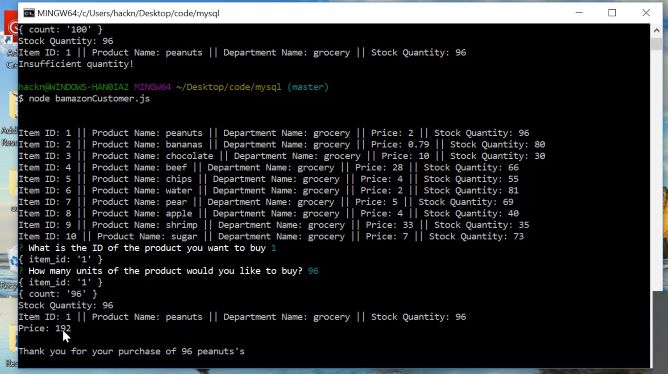 MINGW64:/c/Users/hackn/Desktop/code/mysql
{ count: '100' }
Stock Quantity: 96
Item ID: 1 || Product Name: peanuts || Department Name: grocery || Stock Quantity: 96
Insufficient quantity!
hackn@WINDOWS-HAN0IA2 MINGW64 ~/Desktop/code/mysql (master)
$ node bamazonCustomer.js
Item ID: 1 || Product Name: peanuts || Department Name: grocery || Price: 2 || Stock Quantity: 96
Item ID: 2 || Product Name: bananas || Department Name: grocery || Price: 0.79 || Stock Quantity: 80
Item ID: 3 || Product Name: chocolate || Department Name: grocery || Price: 10 || Stock Quantity: 30
Item ID: 4 || Product Name: beef || Department Name: grocery || Price: 28 || Stock Quantity: 66
Item ID: 5 || Product Name: chips || Department Name: grocery || Price: 4 || Stock Quantity: 55
Item ID: 6 || Product Name: water || Department Name: grocery || Price: 2 || Stock Quantity: 81
Item ID: 7 || Product Name: pear || Department Name: grocery || Price: 5 || Stock Quantity: 69
Item ID: 8 || Product Name: apple || Department Name: grocery || Price: 4 || Stock Quantity: 40
Item ID: 9 || Product Name: shrimp || Department Name: grocery || Price: 33 || Stock Quantity: 35
Item ID: 10 || Product Name: sugar || Department Name: grocery || Price: 7 || Stock Quantity: 73
? What is the ID of the product you want to buy 1
{ item_id: '1' }
? How many units of the product would you like to buy? 96
{ item_id: '1' }
{ count: '96' }
Stock Quantity: 96
Item ID: 1 || Product Name: peanuts || Department Name: grocery || Stock Quantity: 96
Price: 192
Thank you for your purchase of 96 peanuts's